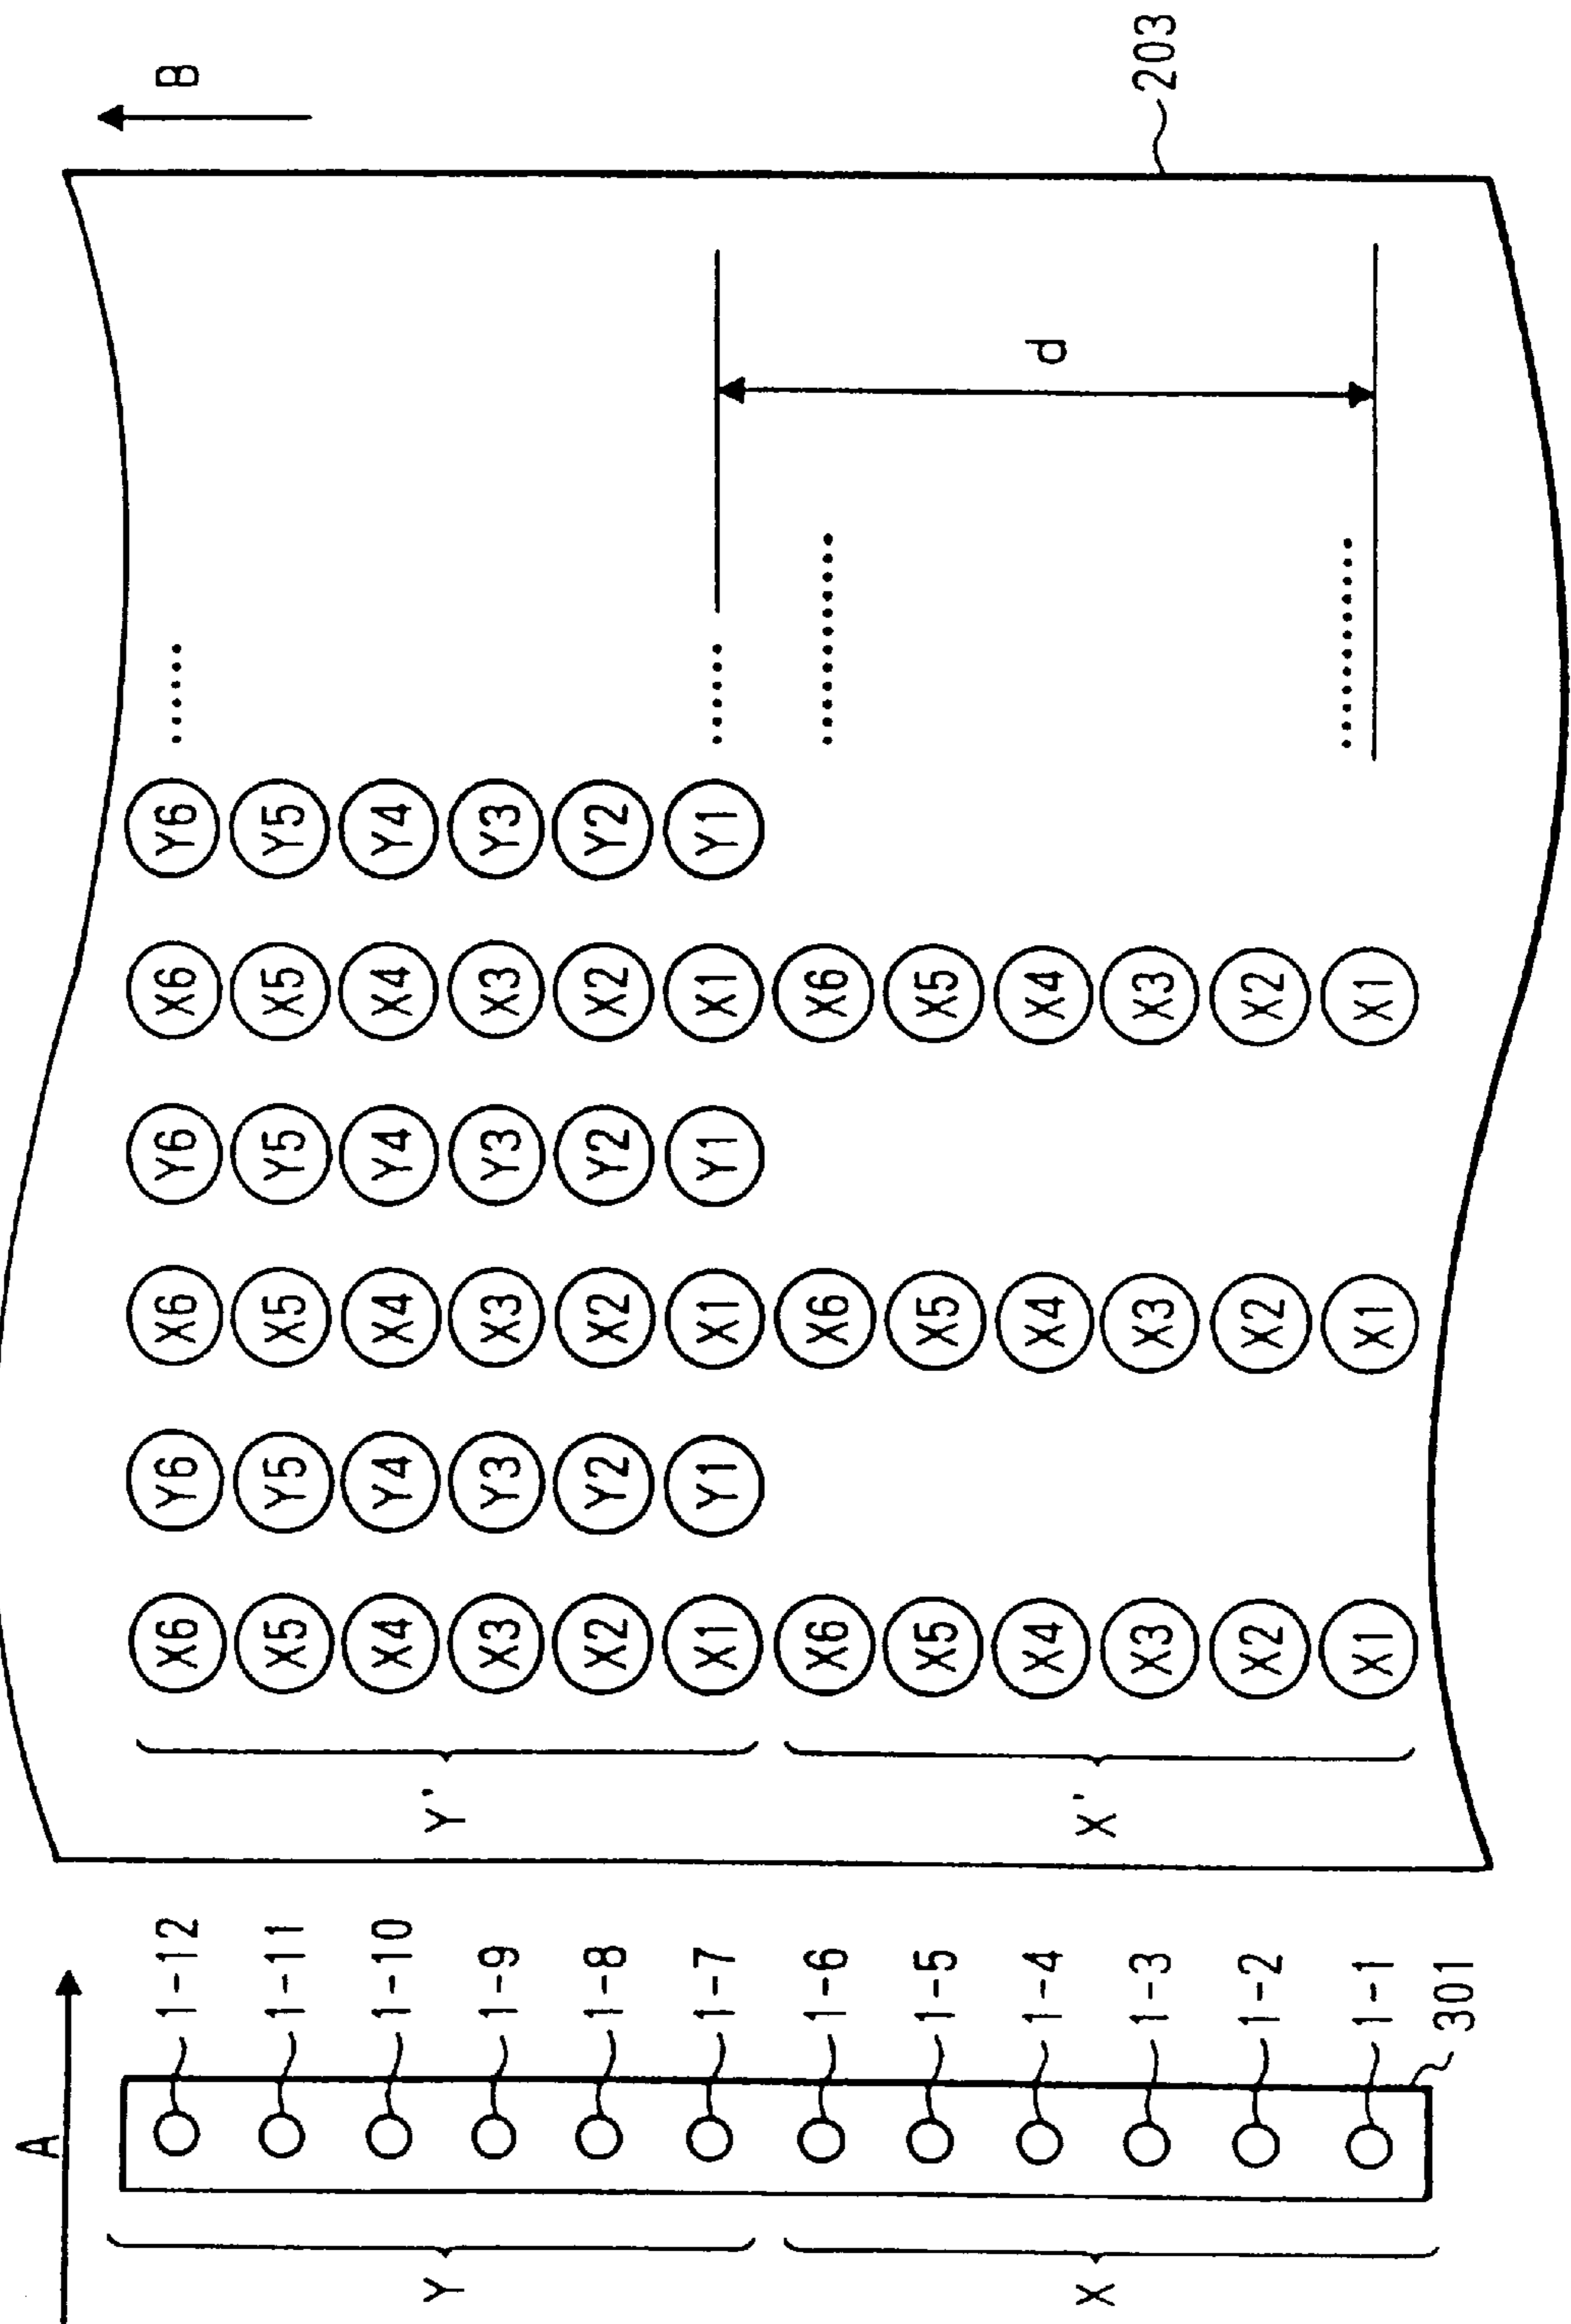 A
B
1-12 X6 Y6 X6 Y6 X6 Y6
1-11 X5 Y5 X5 Y5 X5 Y5
1-10 X4 Y4 X4 Y4 X4 Y4
Y Y'
1-9 X3 Y3 X3 Y3 X3 Y3
1-8 X2 Y2 X2 Y2 X2 Y2
1-7 X1 Y1 X1 Y1 X1 Y1
1-6 X6 X6 X6
1-5 X5 X5 X5
1-4 X4 X4 X4
d
X X'
1-3 X3 X3 X3
203
1-2 X2 X2 X2
1-1 X1 X1 X1
301